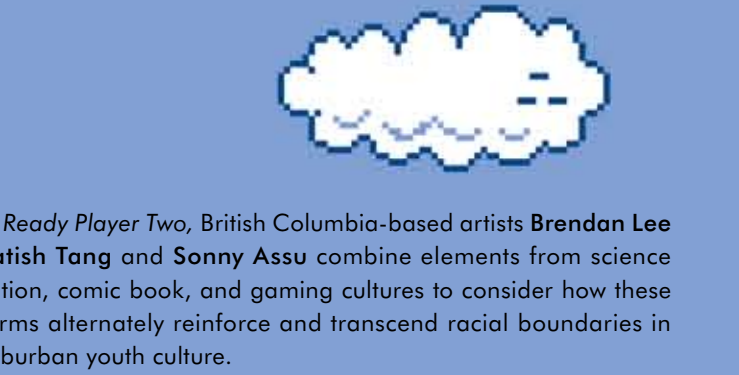 Ready Player Two, British Columbia-based artists Brendan Lee
atish Tang and Sonny Assu combine elements from science
tion, comic book, and gaming cultures to consider how these
rms alternately reinforce and transcend racial boundaries in
burban youth culture.